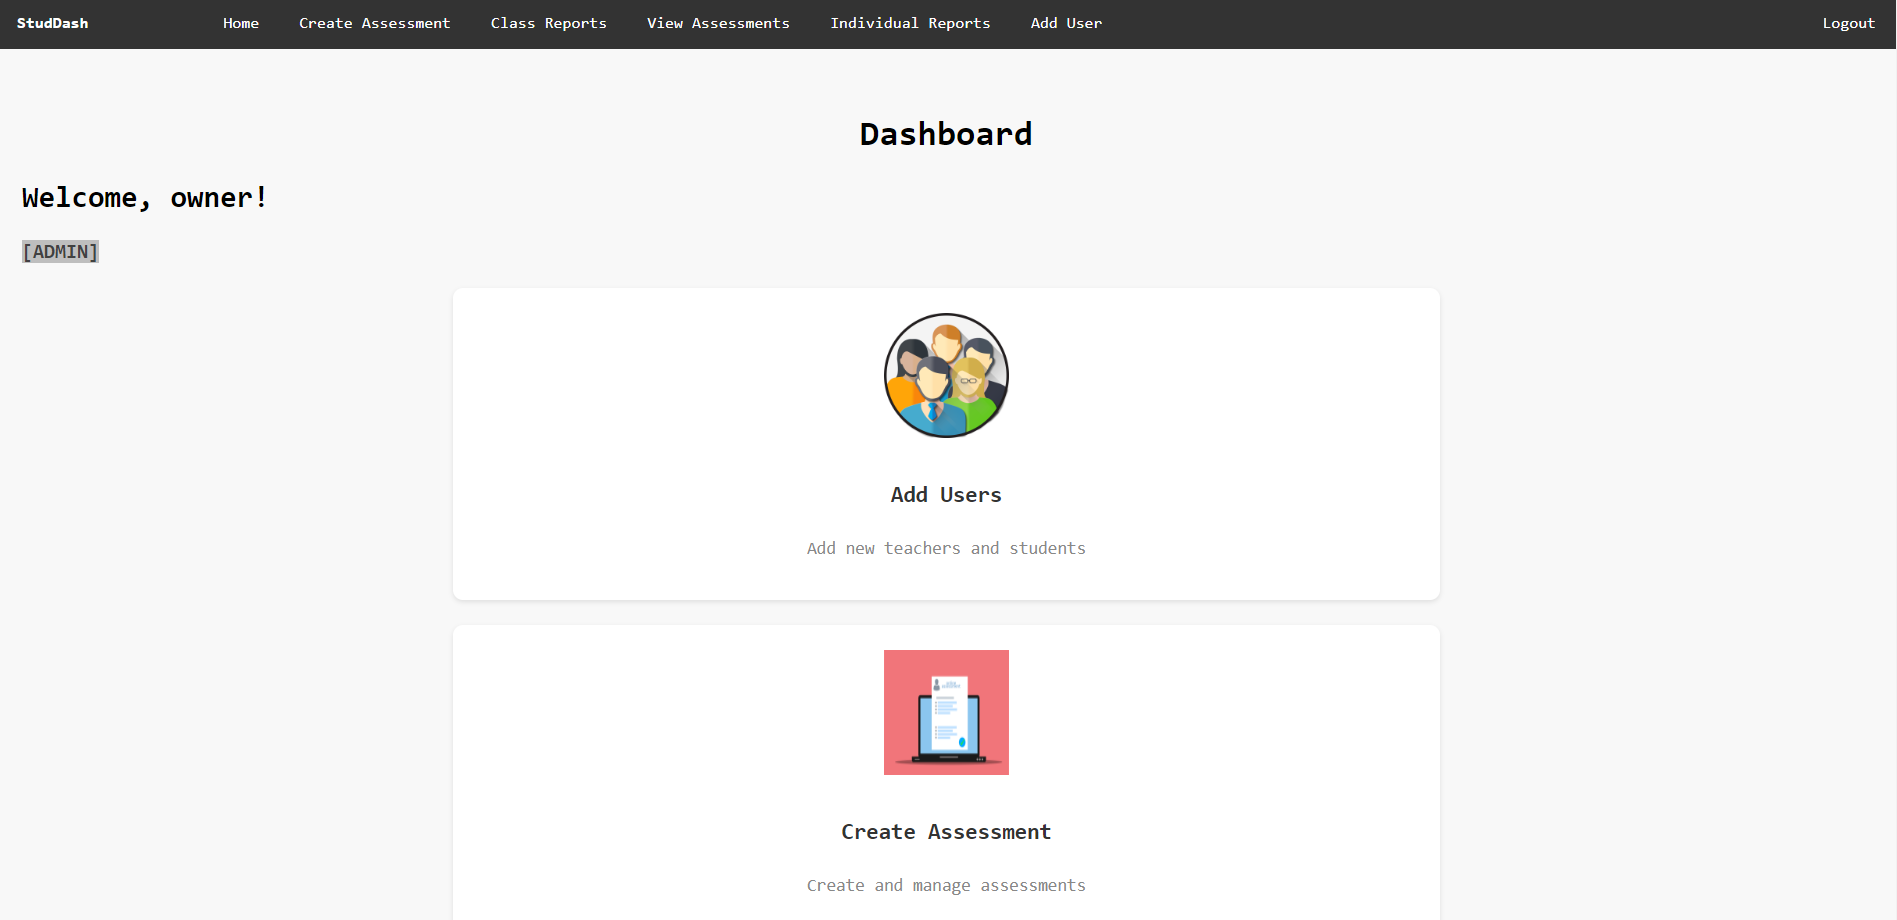 StudDash Home Create Assessment Class Reports View Assessments Individual Reports Add User Logout
Dashboard
Welcome, owner!
[ADMIN]
Add Users
Add new teachers and students
Create Assessment
Create and manage assessments